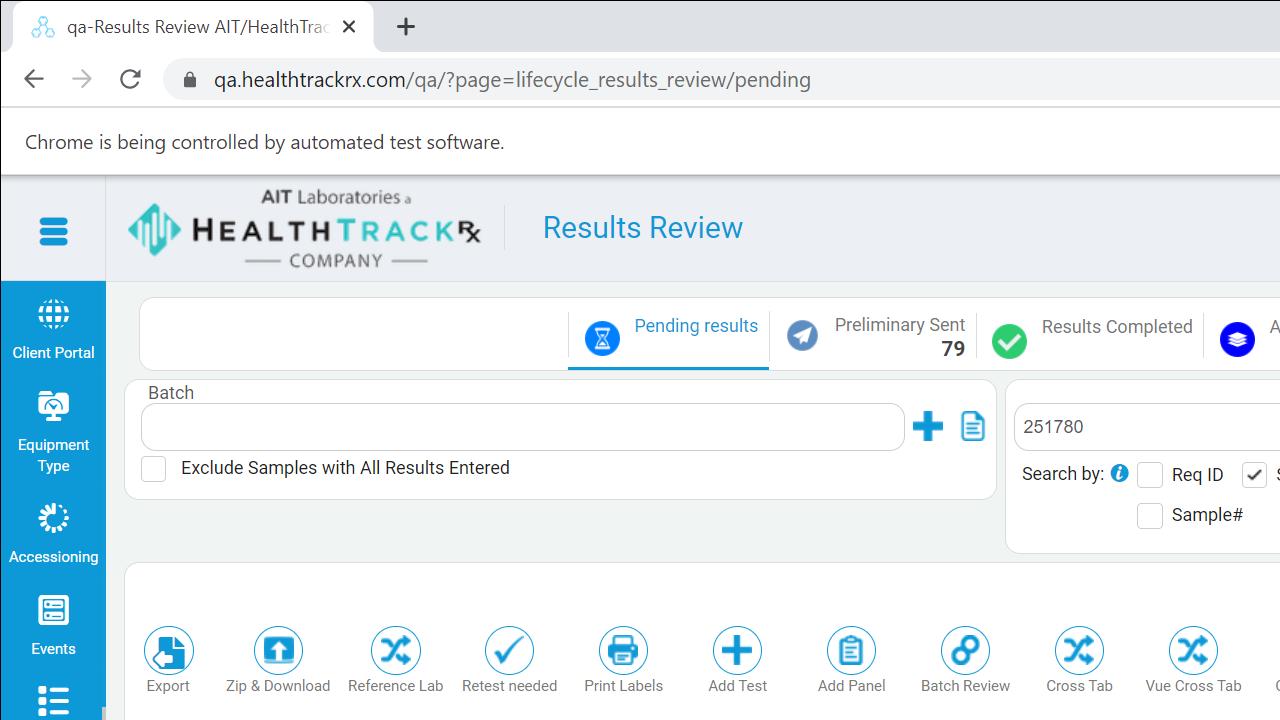 qa-Results Review AIT/HealthTrac
qa.healthtrackrx.com/qa/?page=lifecycle_results_review/pending
Chrome is being controlled by automated test software.
AIT Laboratories a
HEALTHTRACKRx
COMPANY
Results Review
Client Portal
Equipment
Type
Accessioning
Events
Pending results
Preliminary Sent
79
Results Completed
A
Batch
Exclude Samples with All Results Entered
251780
Search by:
Req ID
S
Sample#
Export
Zip & Download
Reference Lab
Retest needed
Print Labels
Add Test
Add Panel
Batch Review
Cross Tab
Vue Cross Tab